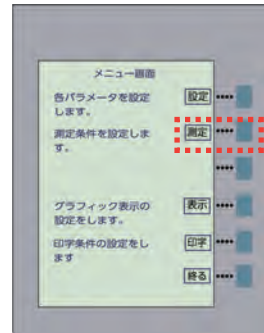 メニュー画面
各パラメータを設定 設定
します。
測定条件を設定しま 測定
す。
グラフィック表示の 表示
設定をします。
印字条件の設定をし 印字
ます
終る